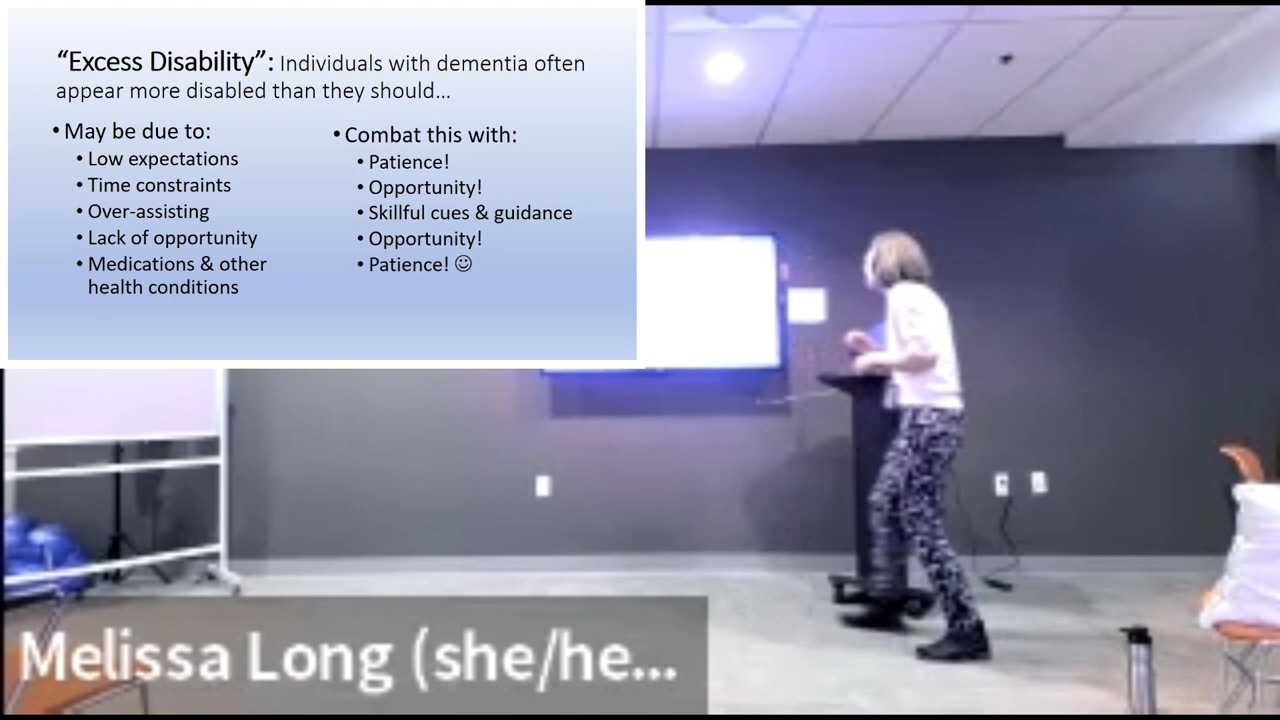 “Excess Disability”: Individuals with dementia often
appear more disabled than they should...
• May be due to:
• Low expectations
• Time constraints
• Over-assisting
• Lack of opportunity
• Medications & other
health conditions
• Combat this with:
• Patience!
• Opportunity!
• Skillful cues & guidance
• Opportunity!
• Patience! ☺
Melissa Long (she/he...